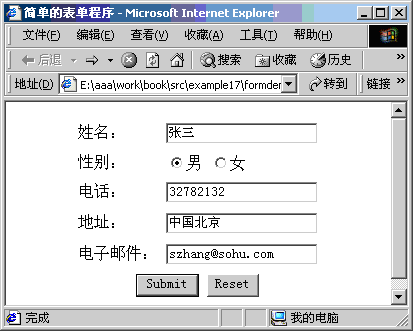 简单的表单程序 - Microsoft Internet Explorer
文件(F) 编辑(E) 查看(V) 收藏(A) 工具(T) 帮助(H)
后退 搜索 收藏 历史 »
地址(D) E:\aaa\work\book\src\example17\formder 转到 链接 »
姓名： 张三
性别： 男 女
电话： 32782132
地址： 中国北京
电子邮件： szhang@sohu.com
Submit Reset
完成 我的电脑